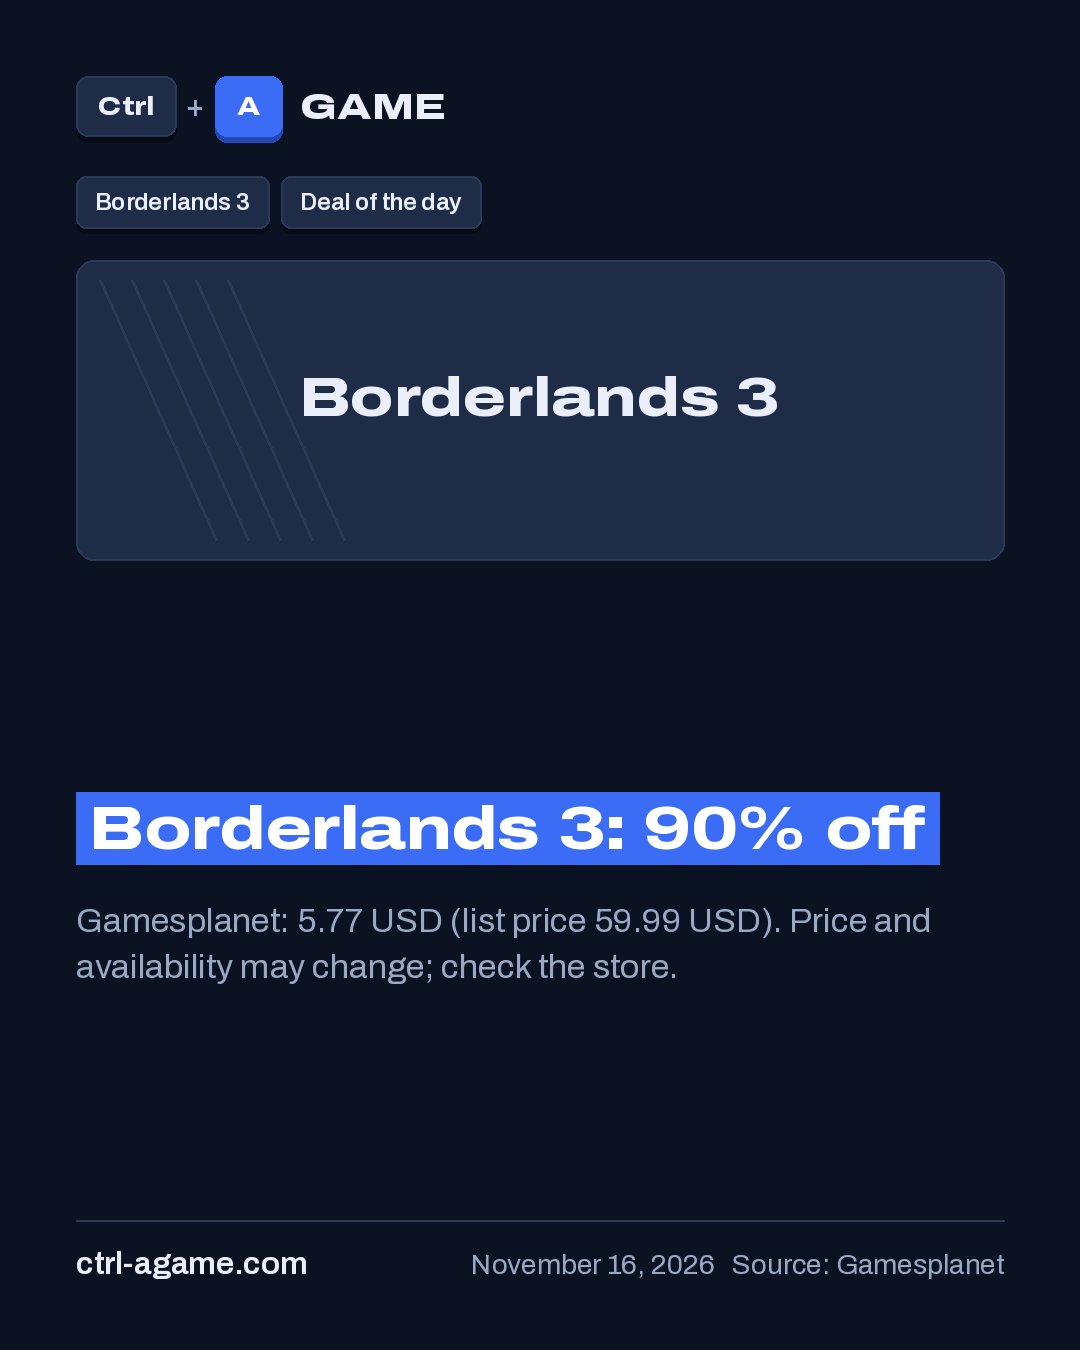 Ctrl + A GAME
Borderlands 3 Deal of the day
Borderlands 3
Borderlands 3: 90% off
Gamesplanet: 5.77 USD (list price 59.99 USD). Price and
availability may change; check the store.
ctrl-agame.com November 16, 2026 Source: Gamesplanet